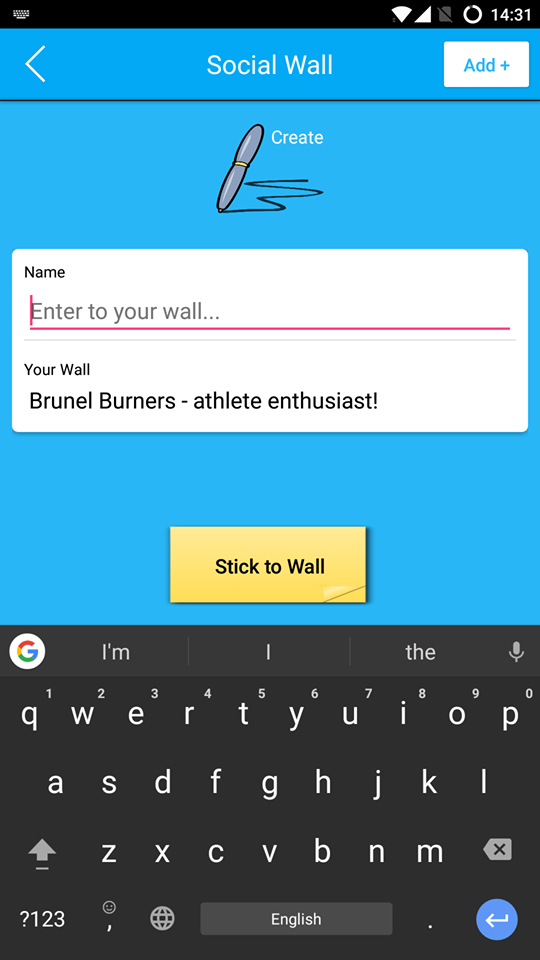 14:31
Social Wall
Add +
Create
Name
Enter to your wall...
Your Wall
Brunel Burners - athlete enthusiast!
Stick to Wall
G I'm I the
1 2 3 4 5 6 7 8 9 0
q w e r t y u i o p
a s d f g h j k l
z x c v b n m
?123 , English .